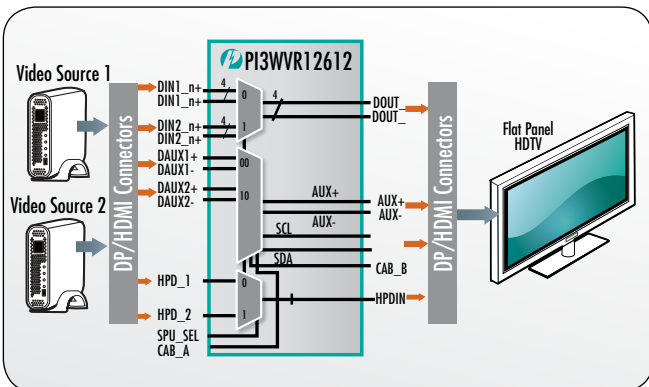 PI3WVR12612
Video Source 1
Video Source 2
DP/HDMI Connectors
DIN1_n+
DIN1_n+
DIN2_n+
DIN2_n+
DAUX1+
DAUX1-
DAUX2+
DAUX2-
HPD_1
HPD_2
SPU_SEL
CAB_A
4
4
0
1
00
10
0
1
4
AUX+
AUX-
SCL
SDA
DOUT_
DOUT_
AUX+
AUX-
CAB_B
HPDIN
DP/HDMI Connectors
Flat Panel
HDTV